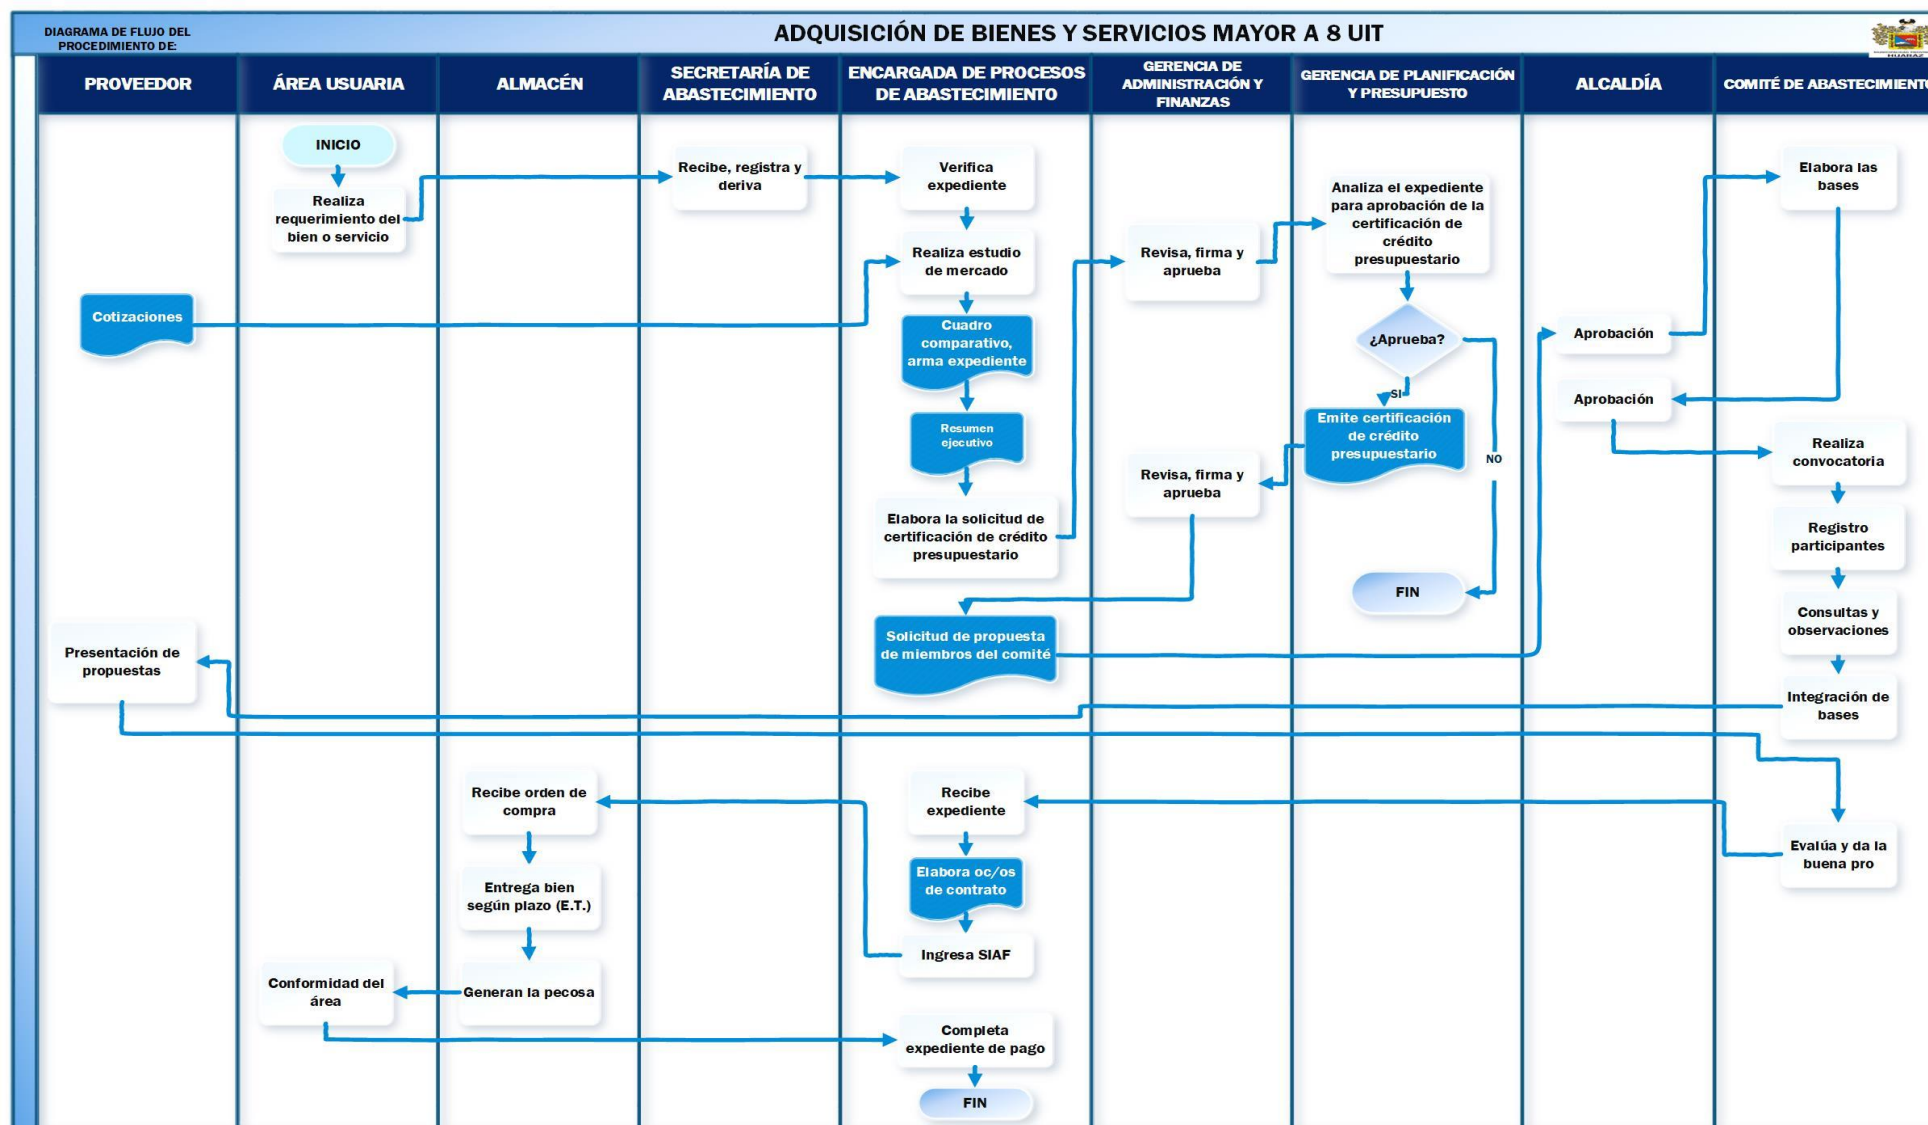 DIAGRAMA DE FLUJO DEL
PROCEDIMIENTO DE:
ADQUISICIÓN DE BIENES Y SERVICIOS MAYOR A 8 UIT
HUARAZ
PROVEEDOR
ÁREA USUARIA
ALMACÉN
SECRETARÍA DE
ABASTECIMIENTO
ENCARGADA DE PROCESOS
DE ABASTECIMIENTO
GERENCIA DE
ADMINISTRACIÓN Y
FINANZAS
GERENCIA DE PLANIFICACIÓN
Y PRESUPUESTO
ALCALDÍA
COMITÉ DE ABASTECIMIENTO
INICIO
Realiza
requerimiento del
bien o servicio
Recibe, registra y
deriva
Verifica
expediente
Realiza estudio
de mercado
Cotizaciones
Cuadro
comparativo,
arma expediente
Resumen
ejecutivo
Elabora la solicitud de
certificación de crédito
presupuestario
Revisa, firma y
aprueba
Analiza el expediente
para aprobación de la
certificación de
crédito
presupuestario
¿Aprueba?
SI
NO
Emite certificación
de crédito
presupuestario
FIN
Revisa, firma y
aprueba
Solicitud de propuesta
de miembros del comité
Aprobación
Elabora las
bases
Aprobación
Realiza
convocatoria
Registro
participantes
Consultas y
observaciones
Integración de
bases
Presentación de
propuestas
Evalúa y da la
buena pro
Recibe
expediente
Elabora oc/os
de contrato
Ingresa SIAF
Recibe orden de
compra
Entrega bien
según plazo (E.T.)
Generan la pecosa
Conformidad del
área
Completa
expediente de pago
FIN